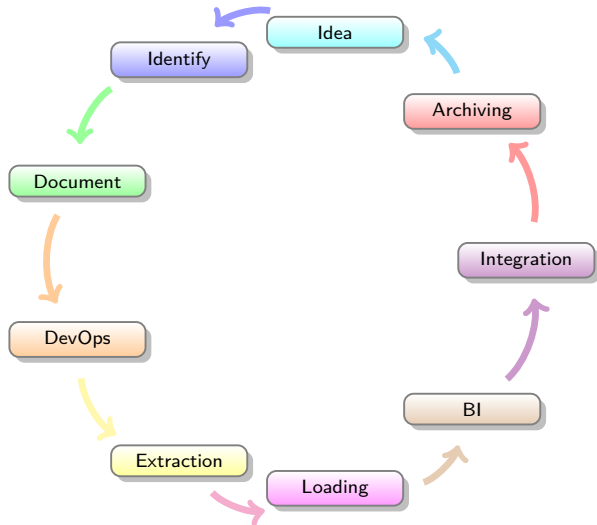 Idea
Identify
Document
DevOps
Extraction
Loading
BI
Integration
Archiving